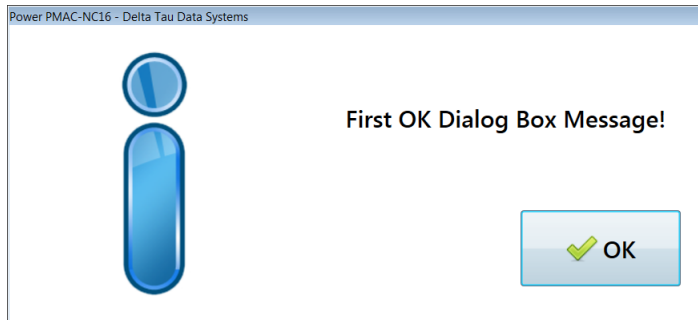 Power PMAC-NC16 - Delta Tau Data Systems
First OK Dialog Box Message!
OK